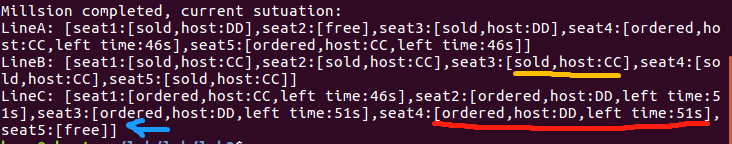 Millsion completed, current sutuation:
LineA: [seat1:[sold,host:DD],seat2:[free],seat3:[sold,host:DD],seat4:[ordered,ho
st:CC,left time:46s],seat5:[ordered,host:CC,left time:46s]]
LineB: [seat1:[sold,host:CC],seat2:[sold,host:CC],seat3:[sold,host:CC],seat4:[so
ld,host:CC],seat5:[sold,host:CC]]
LineC: [seat1:[ordered,host:CC,left time:46s],seat2:[ordered,host:DD,left time:5
1s],seat3:[ordered,host:DD,left time:51s],seat4:[ordered,host:DD,left time:51s],
seat5:[free]]